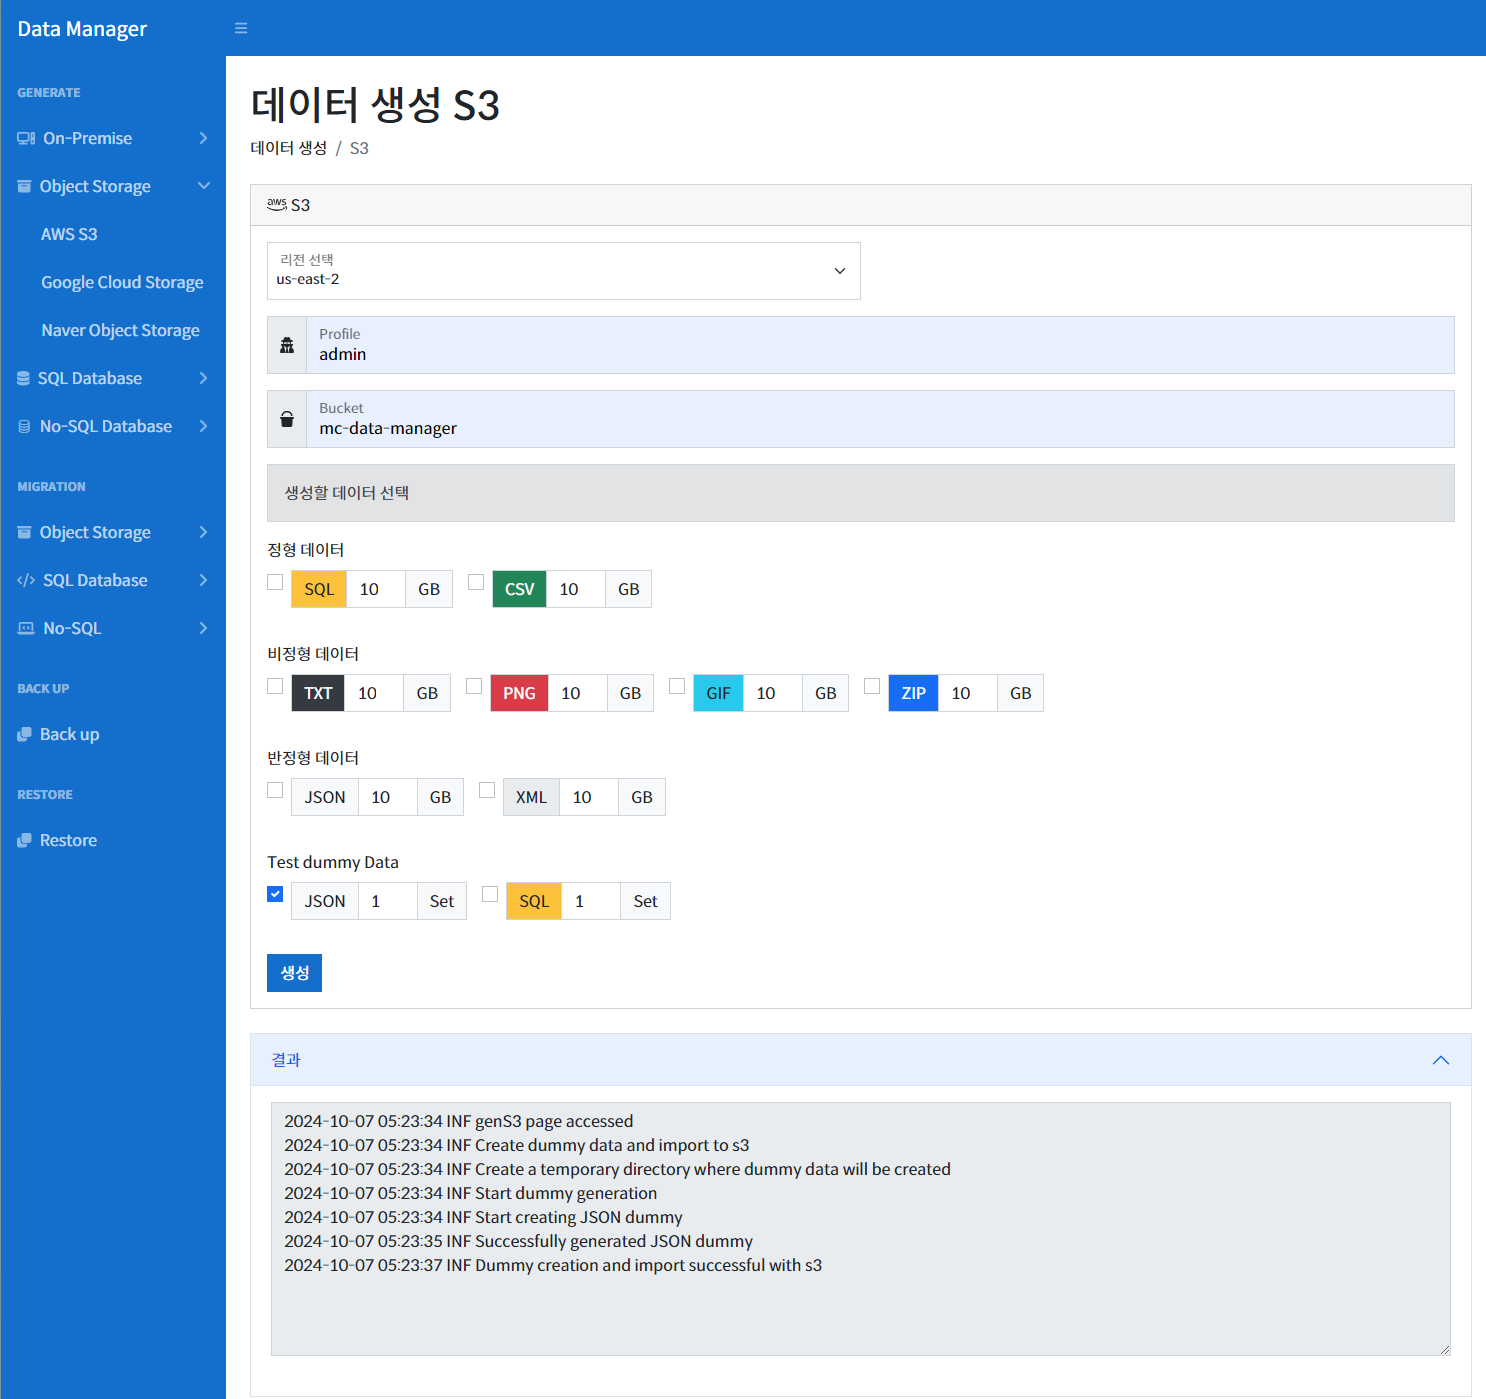 Data Manager
GENERATE
On-Premise
Object Storage
AWS S3
Google Cloud Storage
Naver Object Storage
SQL Database
No-SQL Database
MIGRATION
Object Storage
SQL Database
No-SQL
BACK UP
Back up
RESTORE
Restore
데이터 생성 S3
데이터 생성 / S3
aws S3
리전 선택
us-east-2
Profile
admin
Bucket
mc-data-manager
생성할 데이터 선택
정형 데이터
SQL 10 GB CSV 10 GB
비정형 데이터
TXT 10 GB PNG 10 GB GIF 10 GB ZIP 10 GB
반정형 데이터
JSON 10 GB XML 10 GB
Test dummy Data
JSON 1 Set SQL 1 Set
생성
결과
2024-10-07 05:23:34 INF genS3 page accessed
2024-10-07 05:23:34 INF Create dummy data and import to s3
2024-10-07 05:23:34 INF Create a temporary directory where dummy data will be created
2024-10-07 05:23:34 INF Start dummy generation
2024-10-07 05:23:34 INF Start creating JSON dummy
2024-10-07 05:23:35 INF Successfully generated JSON dummy
2024-10-07 05:23:37 INF Dummy creation and import successful with s3